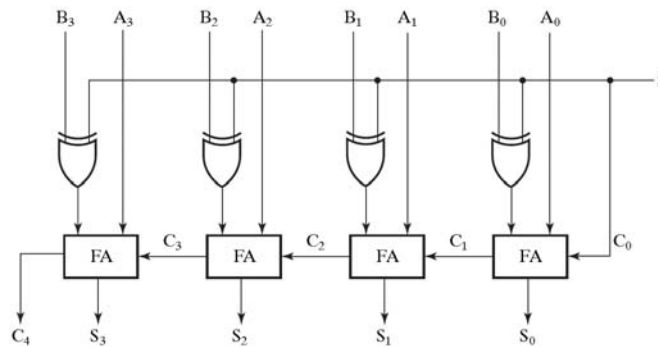 B₃ A₃ B₂ A₂ B₁ A₁ B₀ A₀
C₃ C₂ C₁ C₀
FA FA FA FA
C₄ S₃ S₂ S₁ S₀